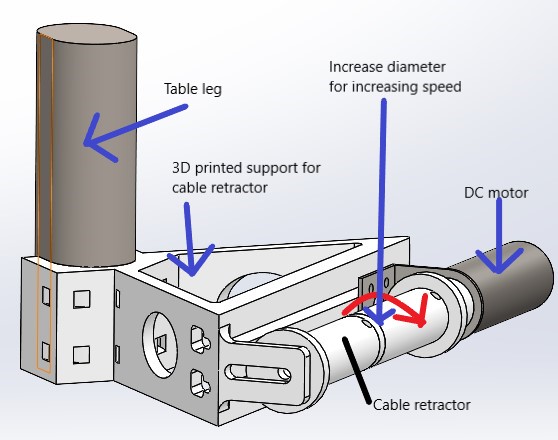 Increase diameter
for increasing speed
Table leg
3D printed support for
cable retractor
DC motor
Cable retractor